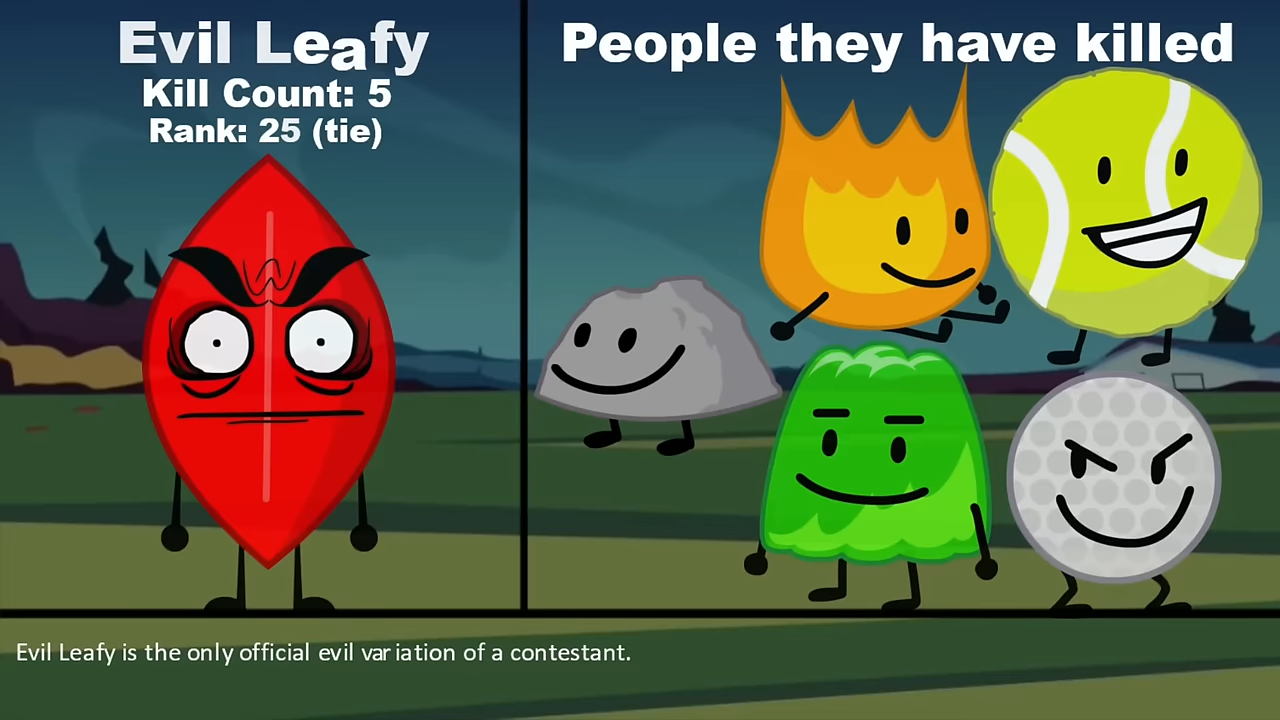 Evil Leafy
Kill Count: 5
Rank: 25 (tie)
People they have killed
Evil Leafy is the only official evil variation of a contestant.